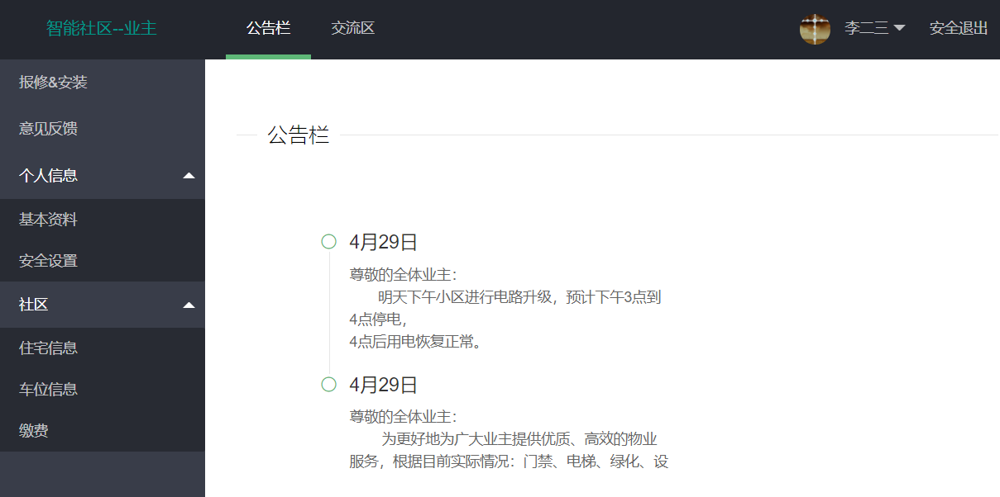 智能社区--业主
公告栏
交流区
李二三
安全退出
报修&安装
意见反馈
个人信息
基本资料
安全设置
社区
住宅信息
车位信息
缴费
公告栏
4月29日
尊敬的全体业主：
明天下午小区进行电路升级，预计下午3点到
4点停电，
4点后用电恢复正常。
4月29日
尊敬的全体业主：
为更好地为广大业主提供优质、高效的物业
服务，根据目前实际情况：门禁、电梯、绿化、设